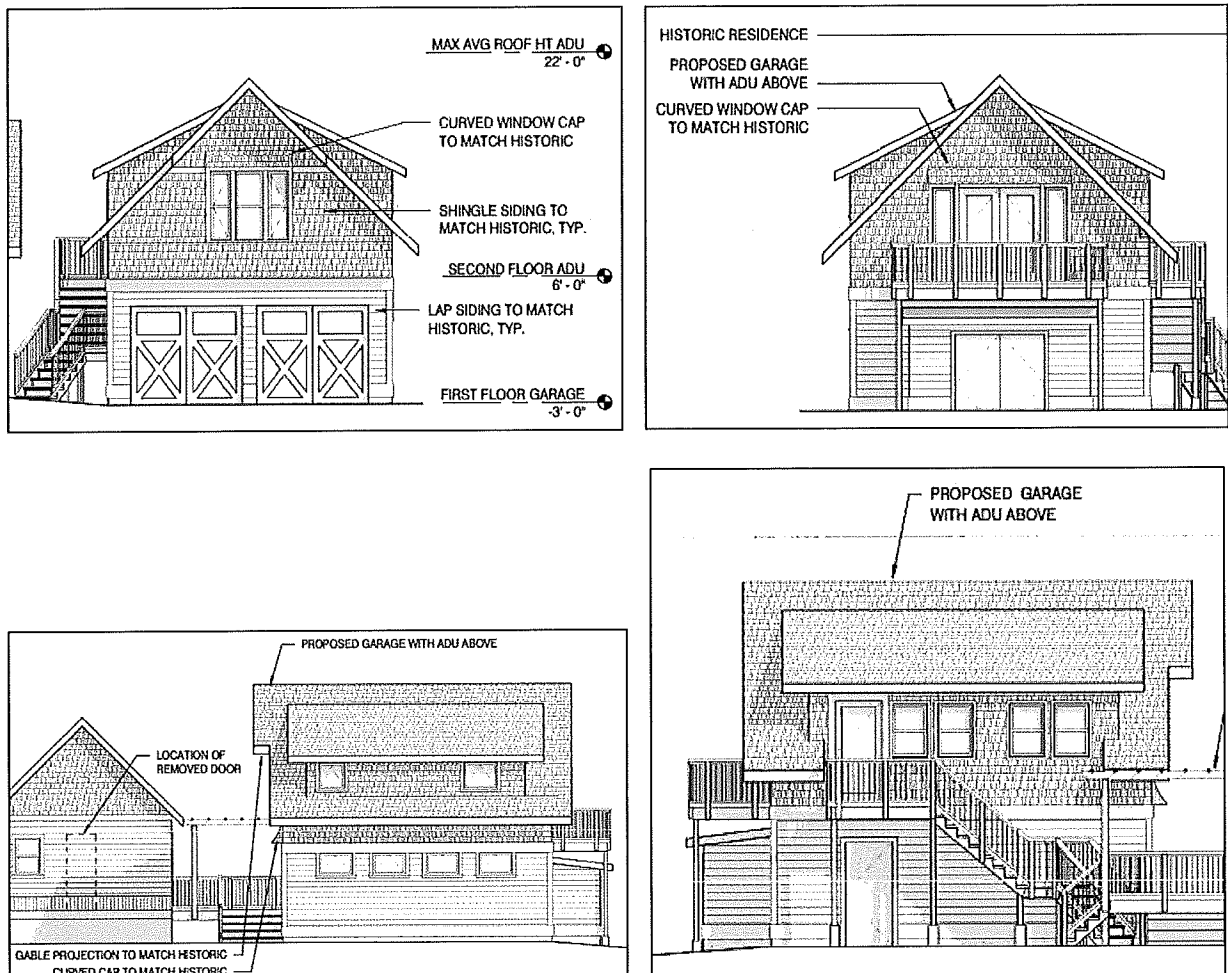 MAX AVG ROOF HT ADU
22' - 0"
CURVED WINDOW CAP
TO MATCH HISTORIC
SHINGLE SIDING TO
MATCH HISTORIC, TYP.
SECOND FLOOR ADU
6' - 0"
LAP SIDING TO MATCH
HISTORIC, TYP.
FIRST FLOOR GARAGE
-3' - 0"
HISTORIC RESIDENCE
PROPOSED GARAGE
WITH ADU ABOVE
CURVED WINDOW CAP
TO MATCH HISTORIC
PROPOSED GARAGE WITH ADU ABOVE
LOCATION OF
REMOVED DOOR
GABLE PROJECTION TO MATCH HISTORIC
CURVED CAP TO MATCH HISTORIC
PROPOSED GARAGE
WITH ADU ABOVE